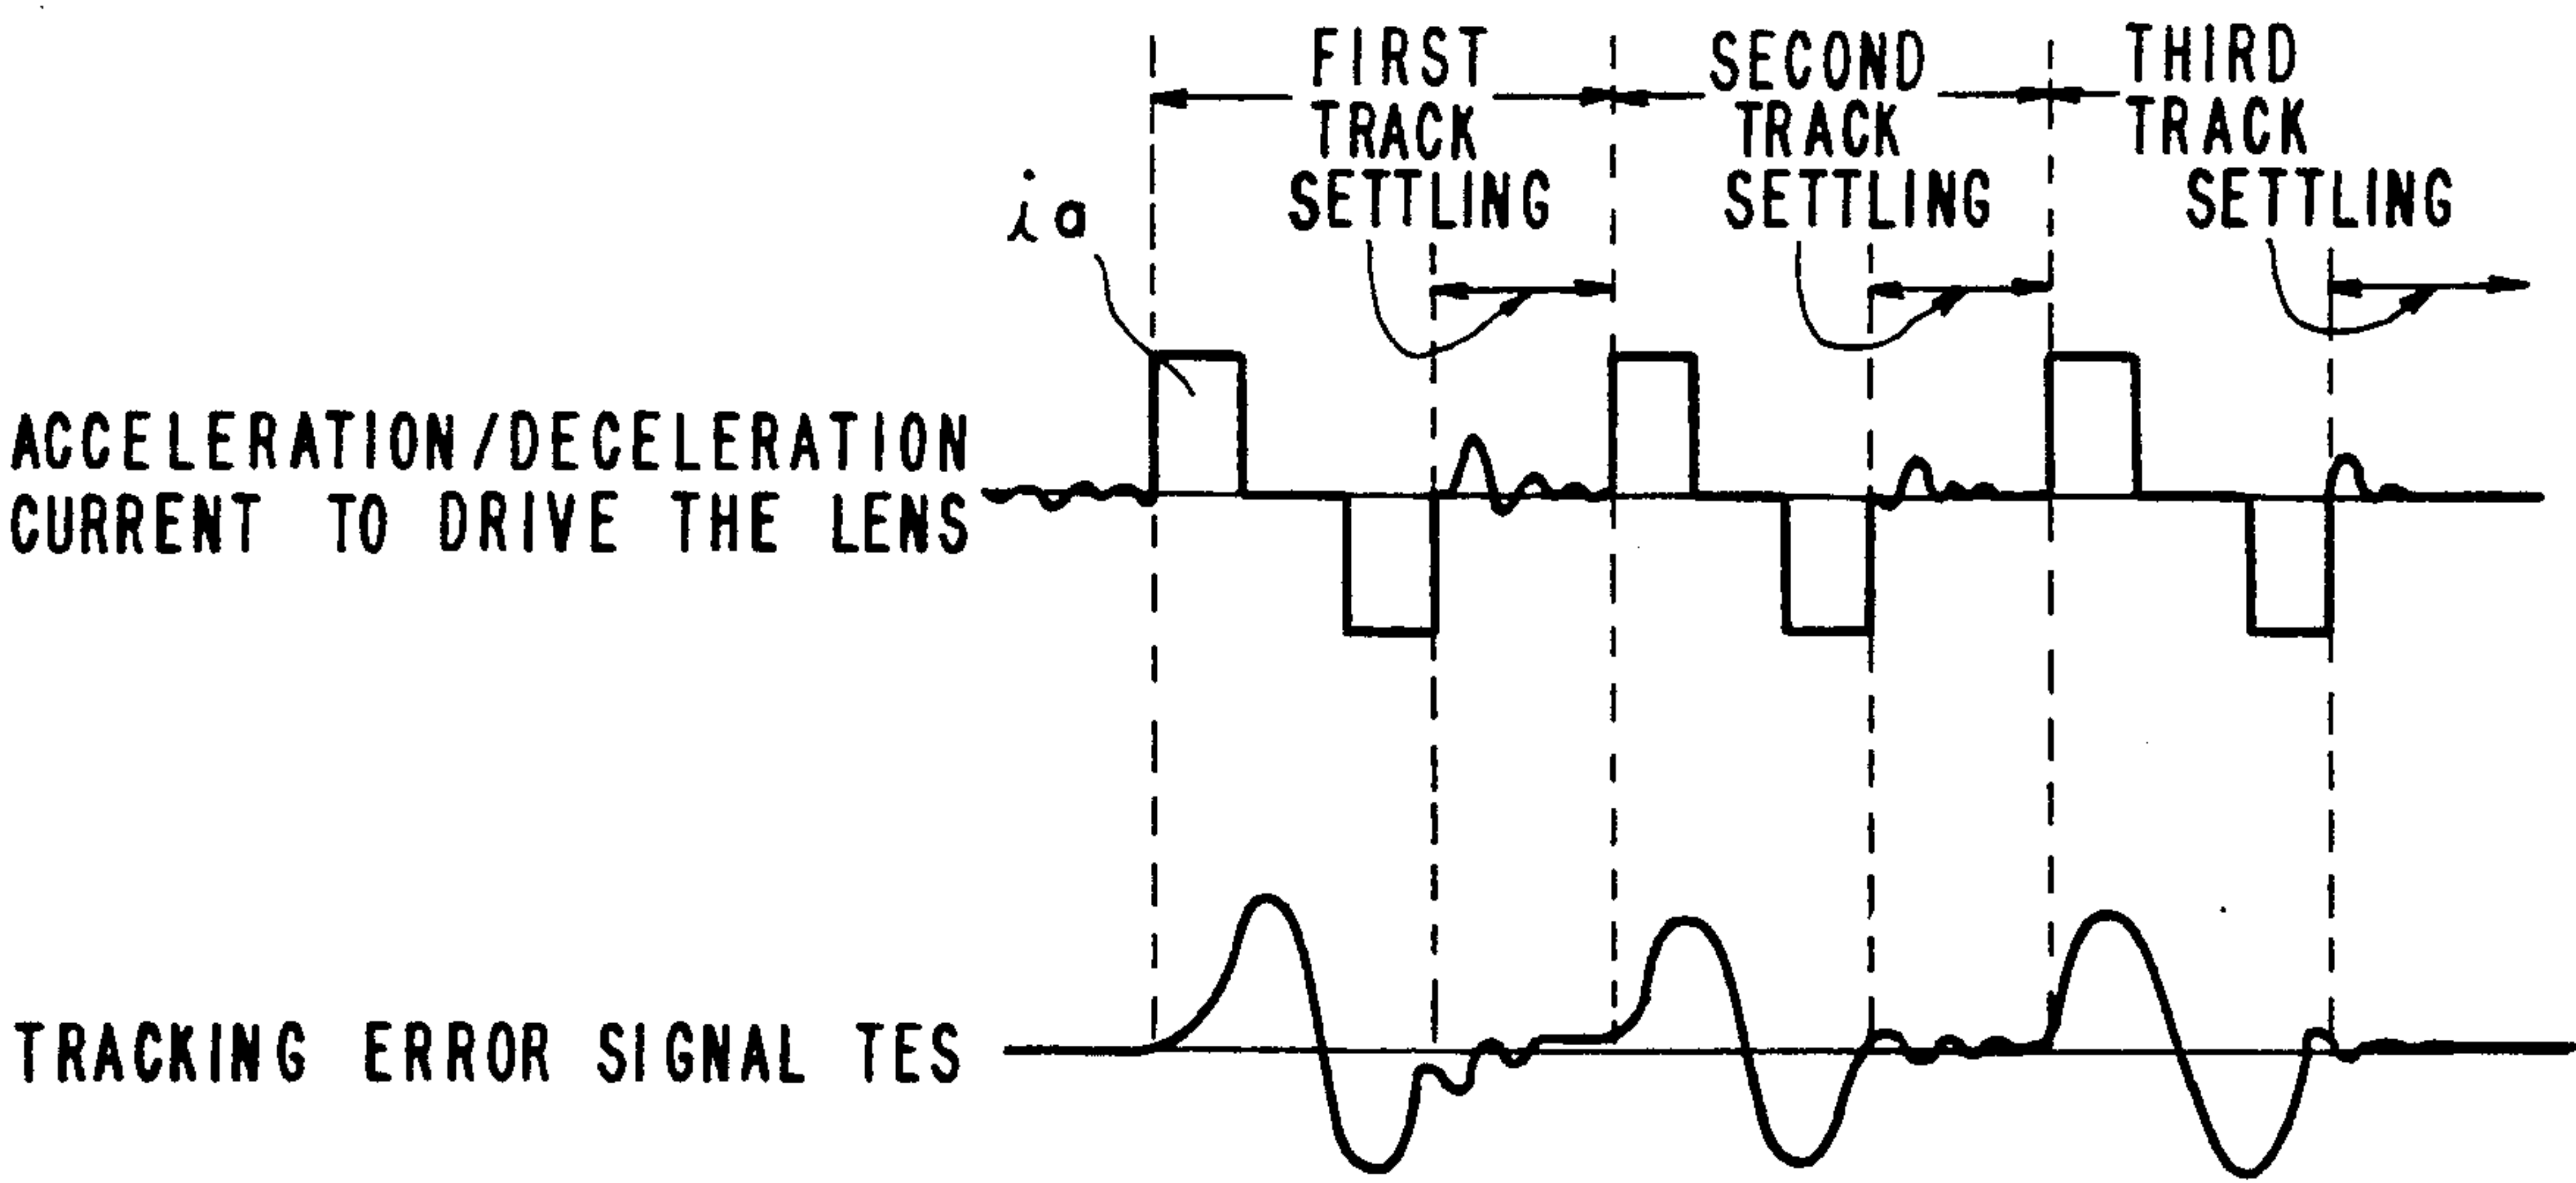 FIRST
TRACK
SETTLING
SECOND
TRACK
SETTLING
THIRD
TRACK
SETTLING
ia
ACCELERATION/DECELERATION
CURRENT TO DRIVE THE LENS
TRACKING ERROR SIGNAL TES